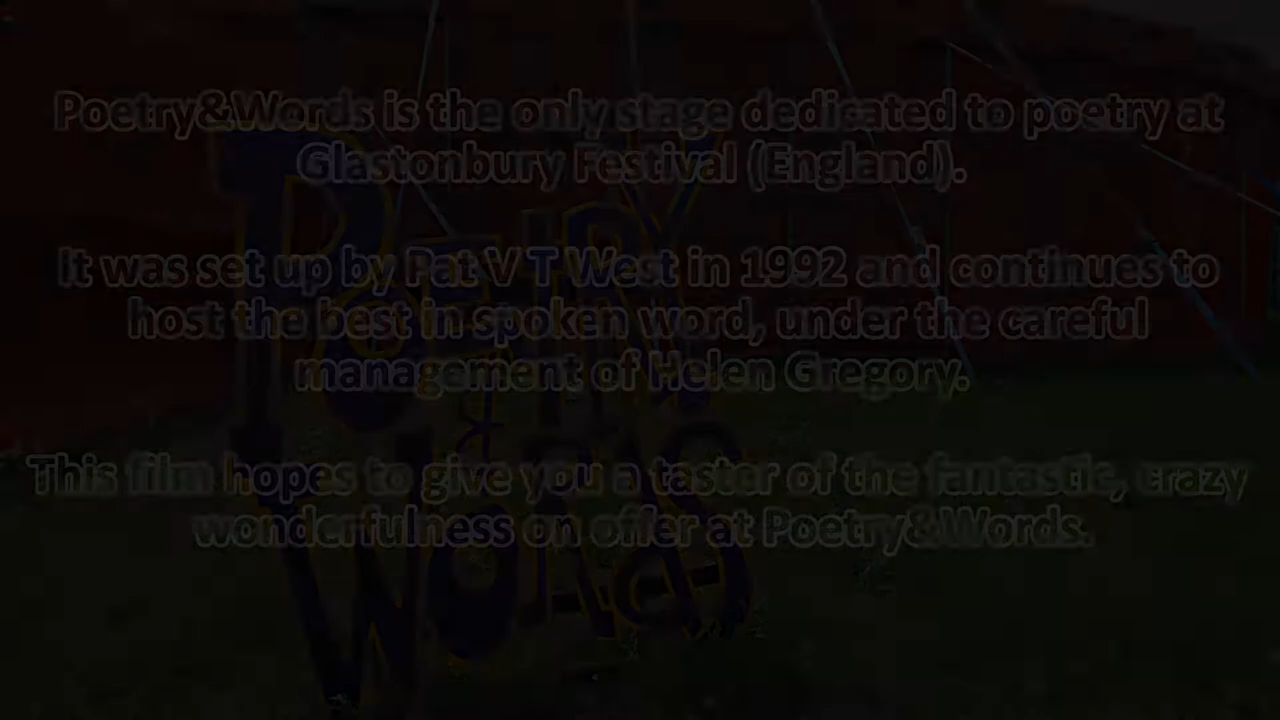 Poetry&Words is the only stage dedicated to poetry at
Glastonbury Festival (England).
It was set up by Pat V T West in 1992 and continues to
host the best in spoken word, under the careful
management of Helen Gregory.
This film hopes to give you a taster of the fantastic, crazy
wonderfulness on offer at Poetry&Words.
POETRY
&
WORDS